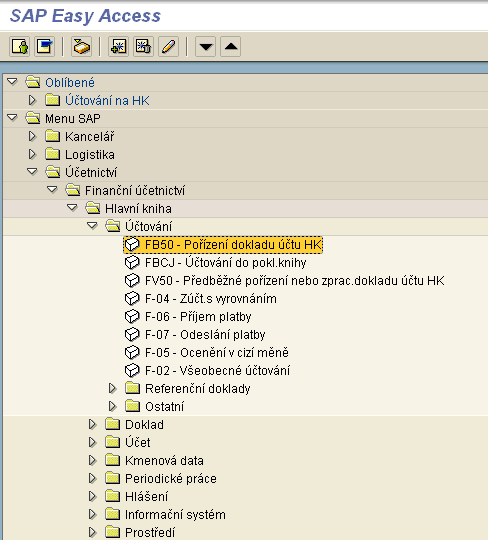 SAP Easy Access
Oblíbené
Účtování na HK
Menu SAP
Kancelář
Logistika
Účetnictví
Finanční účetnictví
Hlavní kniha
Účtování
FB50 - Pořízení dokladu účtu HK
FBCJ - Účtování do pokl.knihy
FV50 - Předběžné pořízení nebo zprac.dokladu účtu HK
F-04 - Zúčt.s vyrovnáním
F-06 - Příjem platby
F-07 - Odeslání platby
F-05 - Ocenění v cizí měně
F-02 - Všeobecné účtování
Referenční doklady
Ostatní
Doklad
Účet
Kmenová data
Periodické práce
Hlášení
Informační systém
Prostředí